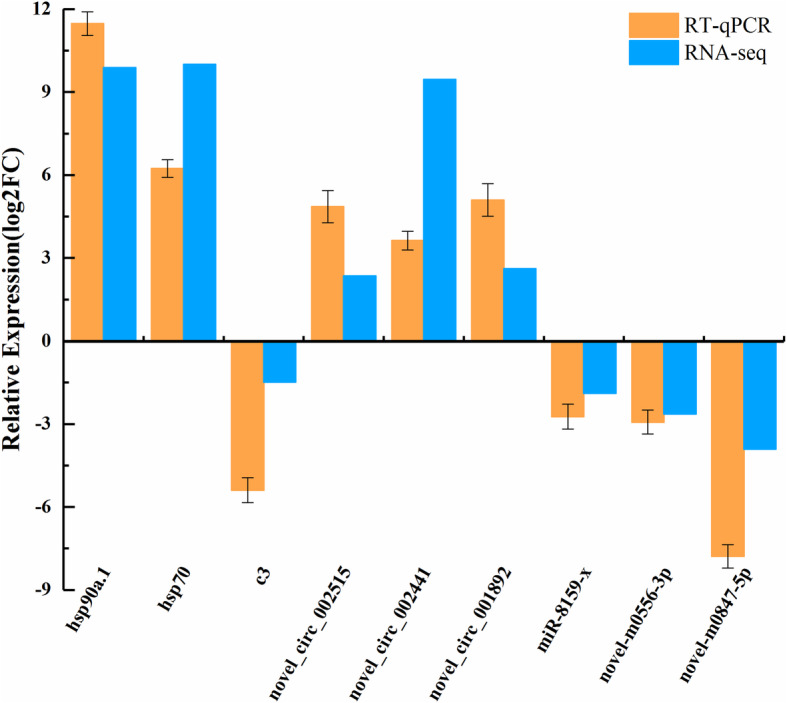 12
9
6
3
0
-3
-6
-9
Relative Expression(log2FC)
RT-qPCR
RNA-seq
hsp90a.1
hsp70
c3
novel_circ_002515
novel_circ_002441
novel_circ_001892
miR-8159-x
novel-m0556-3p
novel-m0847-5p